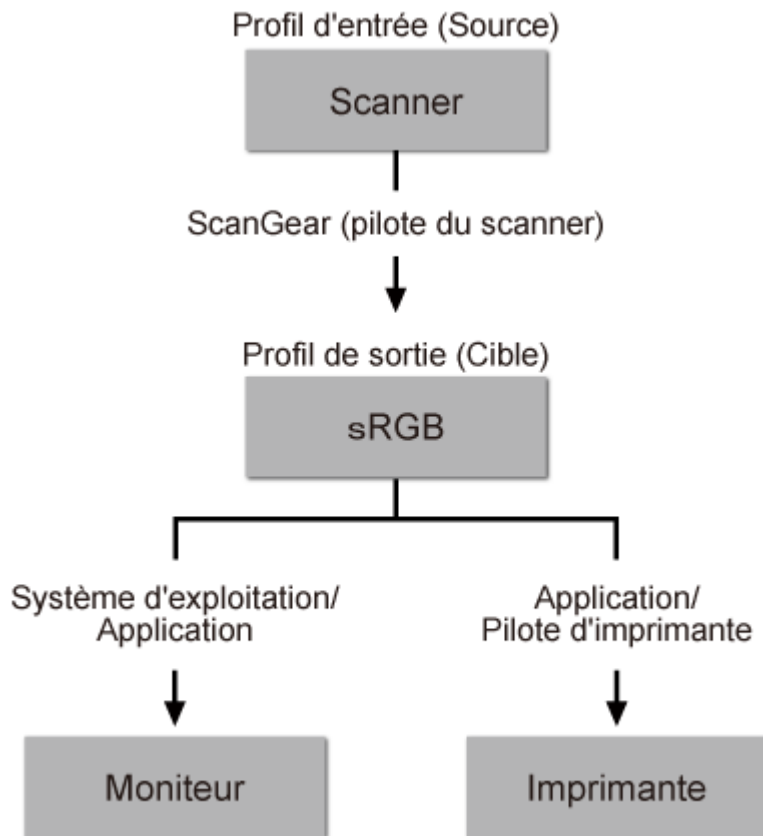 Profil d'entrée (Source)
Scanner
ScanGear (pilote du scanner)
Profil de sortie (Cible)
sRGB
Système d'exploitation/
Application
Application/
Pilote d'imprimante
Moniteur
Imprimante